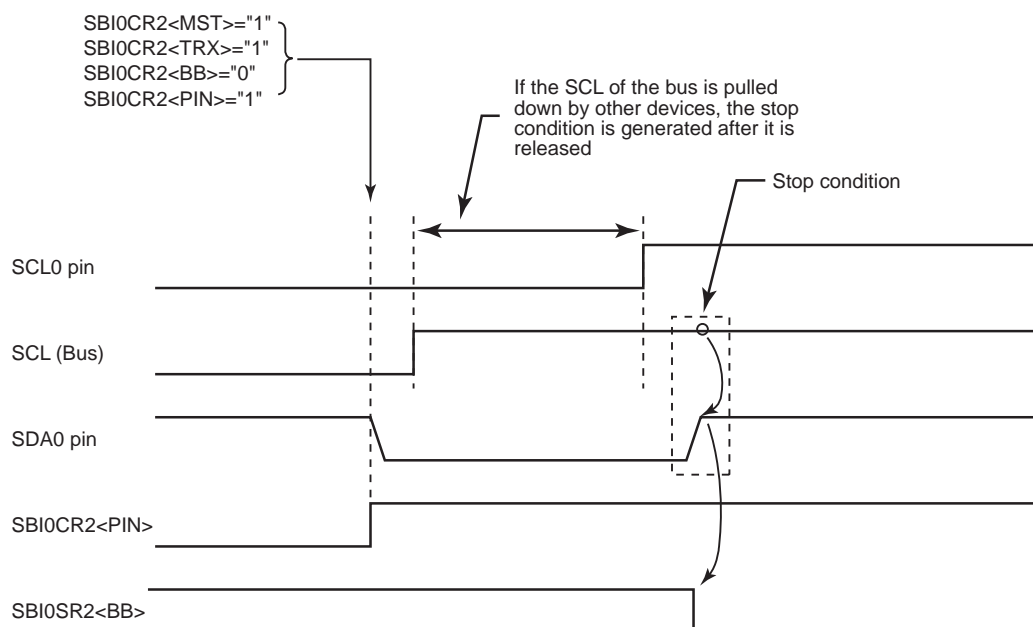 SBI0CR2<MST>="1"
SBI0CR2<TRX>="1"
SBI0CR2<BB>="0"
SBI0CR2<PIN>="1"
If the SCL of the bus is pulled
down by other devices, the stop
condition is generated after it is
released
Stop condition
SCL0 pin
SCL (Bus)
SDA0 pin
SBI0CR2<PIN>
SBI0SR2<BB>